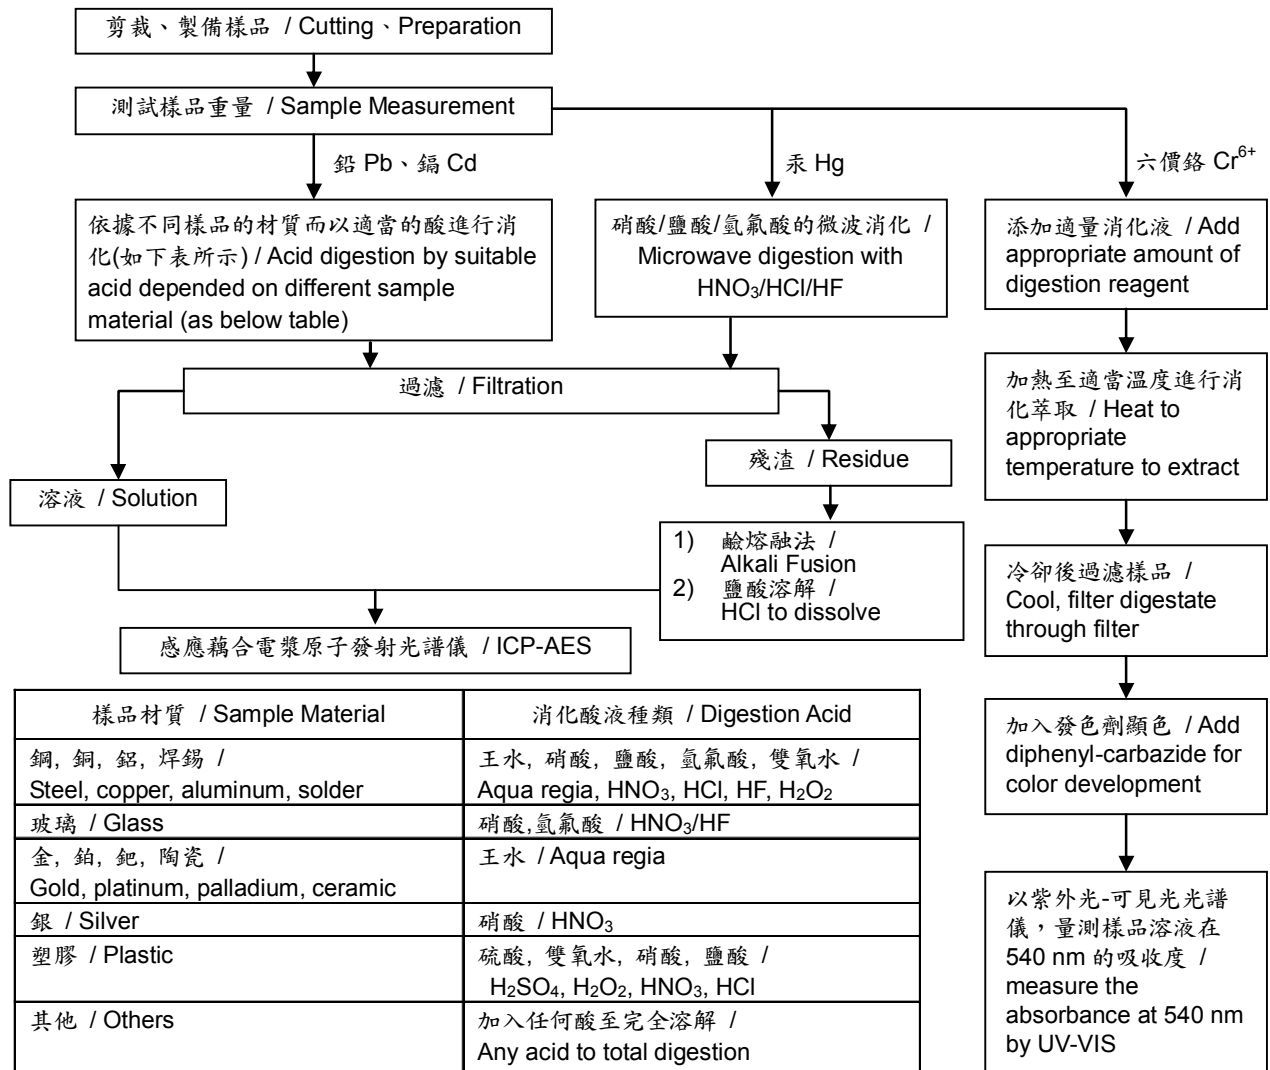 剪裁、製備樣品 / Cutting、Preparation
測試樣品重量 / Sample Measurement
鉛 Pb、鎘 Cd
汞 Hg
六價鉻 Cr⁶⁺
依據不同樣品的材質而以適當的酸進行消
化(如下表所示) / Acid digestion by suitable
acid depended on different sample
material (as below table)
硝酸/鹽酸/氫氟酸的微波消化 /
Microwave digestion with
HNO₃/HCl/HF
添加適量消化液 / Add
appropriate amount of
digestion reagent
過濾 / Filtration
加熱至適當溫度進行消
化萃取 / Heat to
appropriate
temperature to extract
溶液 / Solution
殘渣 / Residue
1) 鹼熔融法 /
Alkali Fusion
2) 鹽酸溶解 /
HCl to dissolve
冷卻後過濾樣品 /
Cool, filter digestate
through filter
感應藕合電漿原子發射光譜儀 / ICP-AES
加入發色劑顯色 / Add
diphenyl-carbazide for
color development
以紫外光-可見光光譜
儀，量測樣品溶液在
540 nm 的吸收度 /
measure the
absorbance at 540 nm
by UV-VIS
樣品材質 / Sample Material
消化酸液種類 / Digestion Acid
鋼, 銅, 鋁, 焊錫 /
Steel, copper, aluminum, solder
王水, 硝酸, 鹽酸, 氫氟酸, 雙氧水 /
Aqua regia, HNO₃, HCl, HF, H₂O₂
玻璃 / Glass
硝酸,氫氟酸 / HNO₃/HF
金, 鉑, 鈀, 陶瓷 /
Gold, platinum, palladium, ceramic
王水 / Aqua regia
銀 / Silver
硝酸 / HNO₃
塑膠 / Plastic
硫酸, 雙氧水, 硝酸, 鹽酸 /
H₂SO₄, H₂O₂, HNO₃, HCl
其他 / Others
加入任何酸至完全溶解 /
Any acid to total digestion